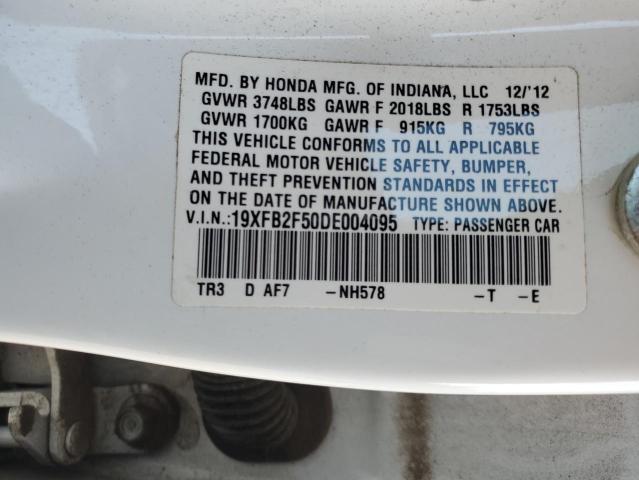 MFD. BY HONDA MFG. OF INDIANA, LLC 12/'12
GVWR 3748LBS GAWR F 2018LBS R 1753LBS
GVWR 1700KG GAWR F 915KG R 795KG
THIS VEHICLE CONFORMS TO ALL APPLICABLE
FEDERAL MOTOR VEHICLE SAFETY, BUMPER,
AND THEFT PREVENTION STANDARDS IN EFFECT
ON THE DATE OF MANUFACTURE SHOWN ABOVE.
V.I.N.:19XFB2F50DE004095 TYPE: PASSENGER CAR
TR3 D AF7 -NH578 -T -E